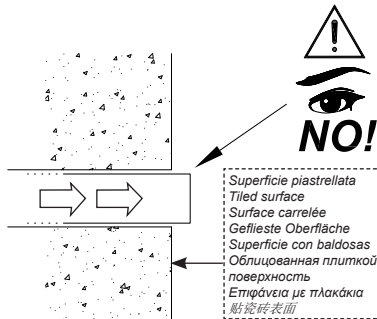 NO!
Superficie piastrellata
Tiled surface
Surface carrelée
Geflieste Oberfläche
Superficie con baldosas
Облицованная плиткой
поверхность
Επιφάνεια με πλακάκια
贴瓷砖表面